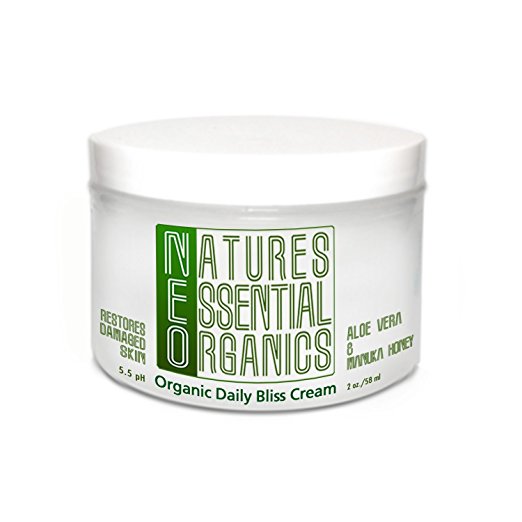 NATURES
ESSENTIAL
ORGANICS
RESTORES
DAMAGED
SKIN
5.5 pH
ALOE VERA
&
MANUKA HONEY
2 oz./58 ml
Organic Daily Bliss Cream